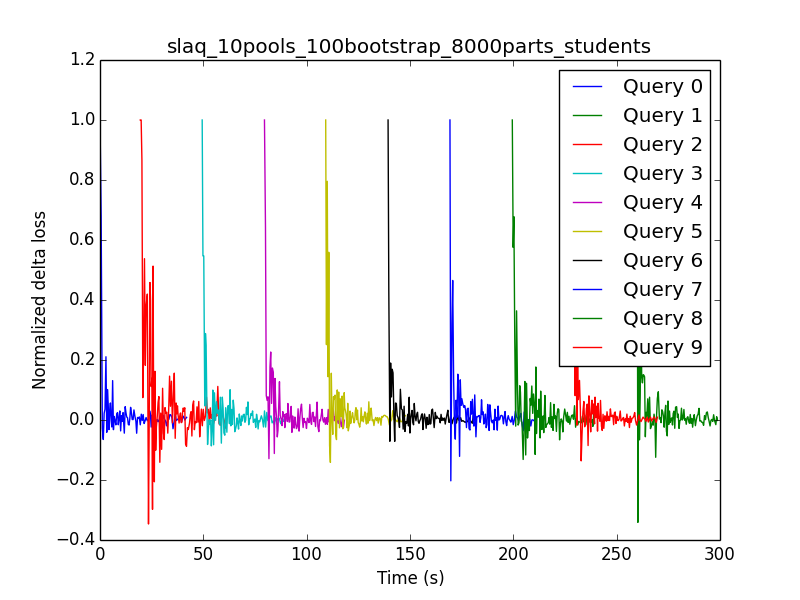 slaq_10pools_100bootstrap_8000parts_students
1.2
1.0
0.8
0.6
0.4
0.2
0.0
−0.2
−0.4
Normalized delta loss
Query 0
Query 1
Query 2
Query 3
Query 4
Query 5
Query 6
Query 7
Query 8
Query 9
0
50
100
150
200
250
300
Time (s)